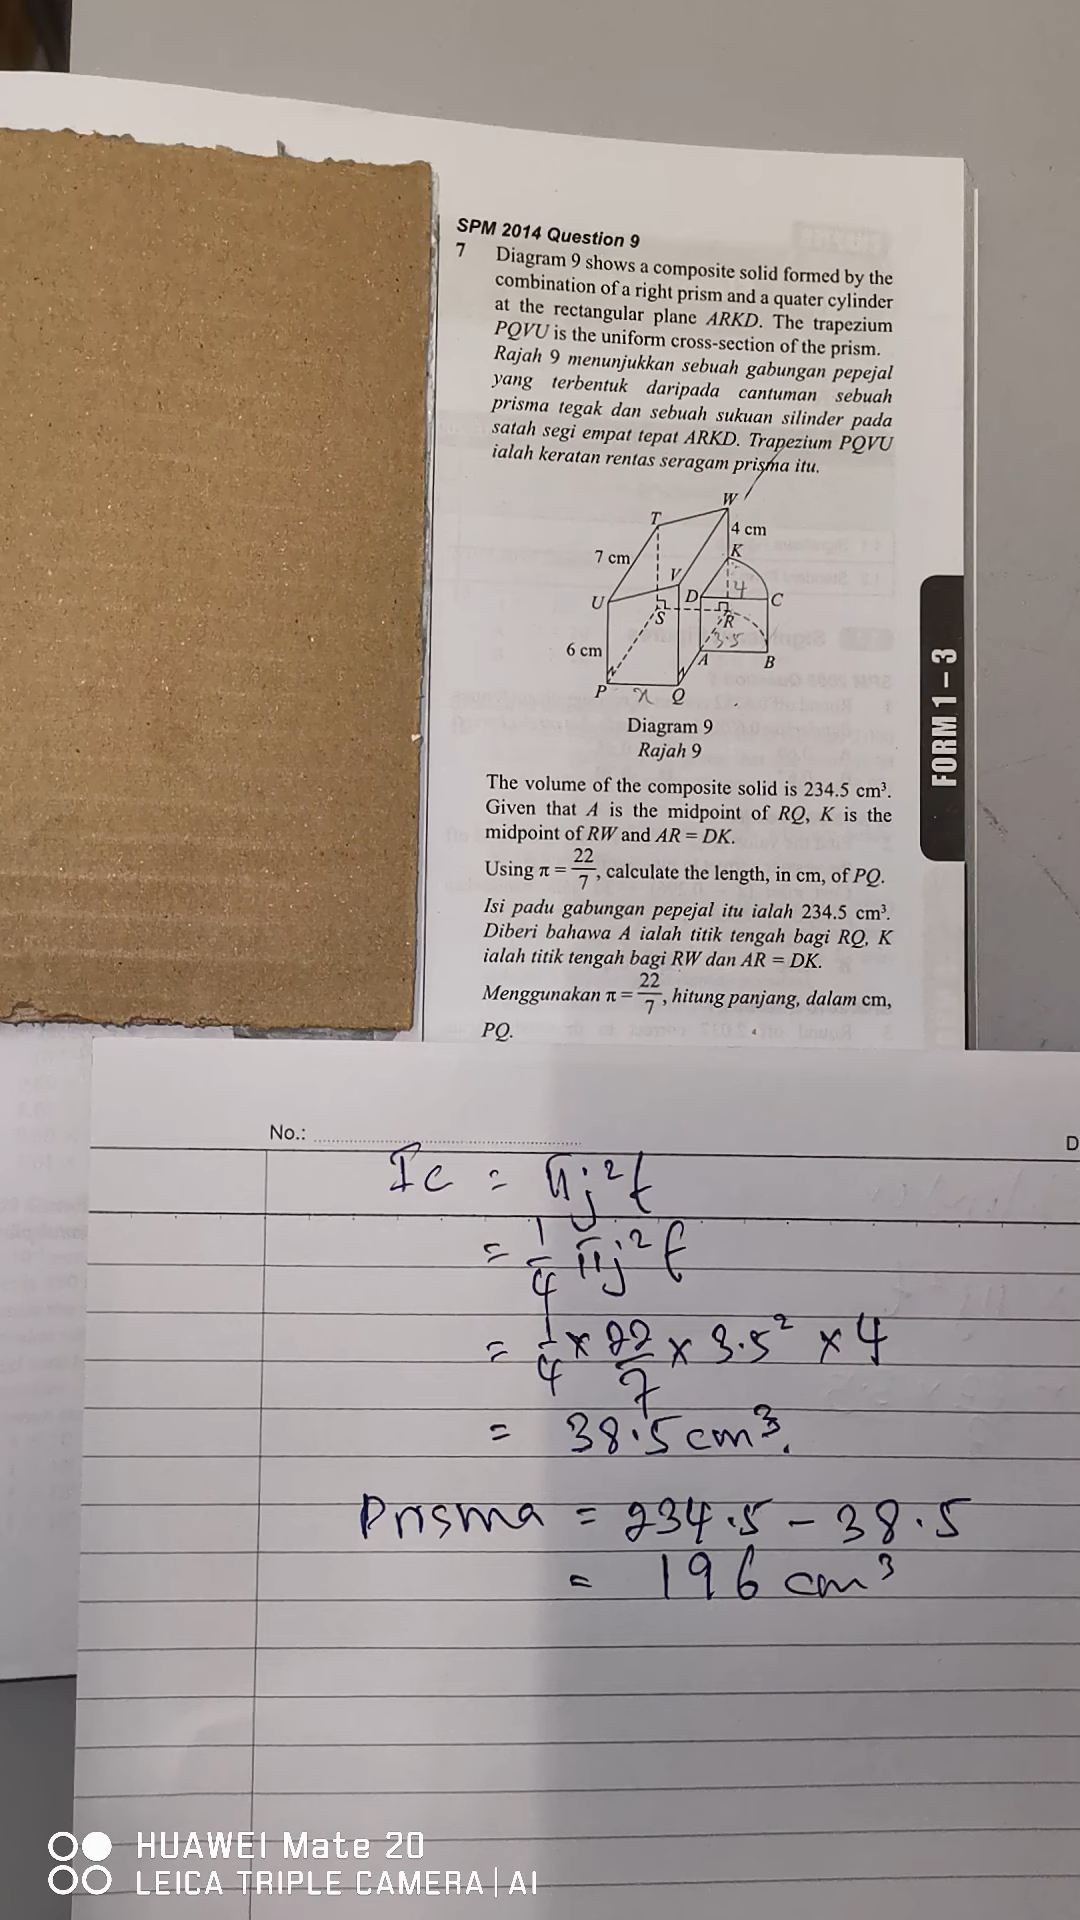 SPM 2014 Question 9
7 Diagram 9 shows a composite solid formed by the
combination of a right prism and a quater cylinder
at the rectangular plane ARKD. The trapezium
PQVU is the uniform cross-section of the prism.
Rajah 9 menunjukkan sebuah gabungan pepejal
yang terbentuk daripada cantuman sebuah
prisma tegak dan sebuah sukuan silinder pada
satah segi empat tepat ARKD. Trapezium PQVU
ialah keratan rentas seragam prisma itu.
W
T
4 cm
K
7 cm
V
4
U
D
C
S
R
3.5
6 cm
A
B
P
x
Q
Diagram 9
Rajah 9
The volume of the composite solid is 234.5 cm³.
Given that A is the midpoint of RQ, K is the
midpoint of RW and AR = DK.
Using π = 22/7, calculate the length, in cm, of PQ.
Isi padu gabungan pepejal itu ialah 234.5 cm³.
Diberi bahawa A ialah titik tengah bagi RQ, K
ialah titik tengah bagi RW dan AR = DK.
Menggunakan π = 22/7, hitung panjang, dalam cm,
PQ.
FORM 1 – 3
No.:
D
Ic = πj²t
= 1/4 πj²t
= 1/4 × 22/7 × 3.5² × 4
= 38.5 cm³.
Prisma = 234.5 – 38.5
= 196 cm³
HUAWEI Mate 20
LEICA TRIPLE CAMERA | AI